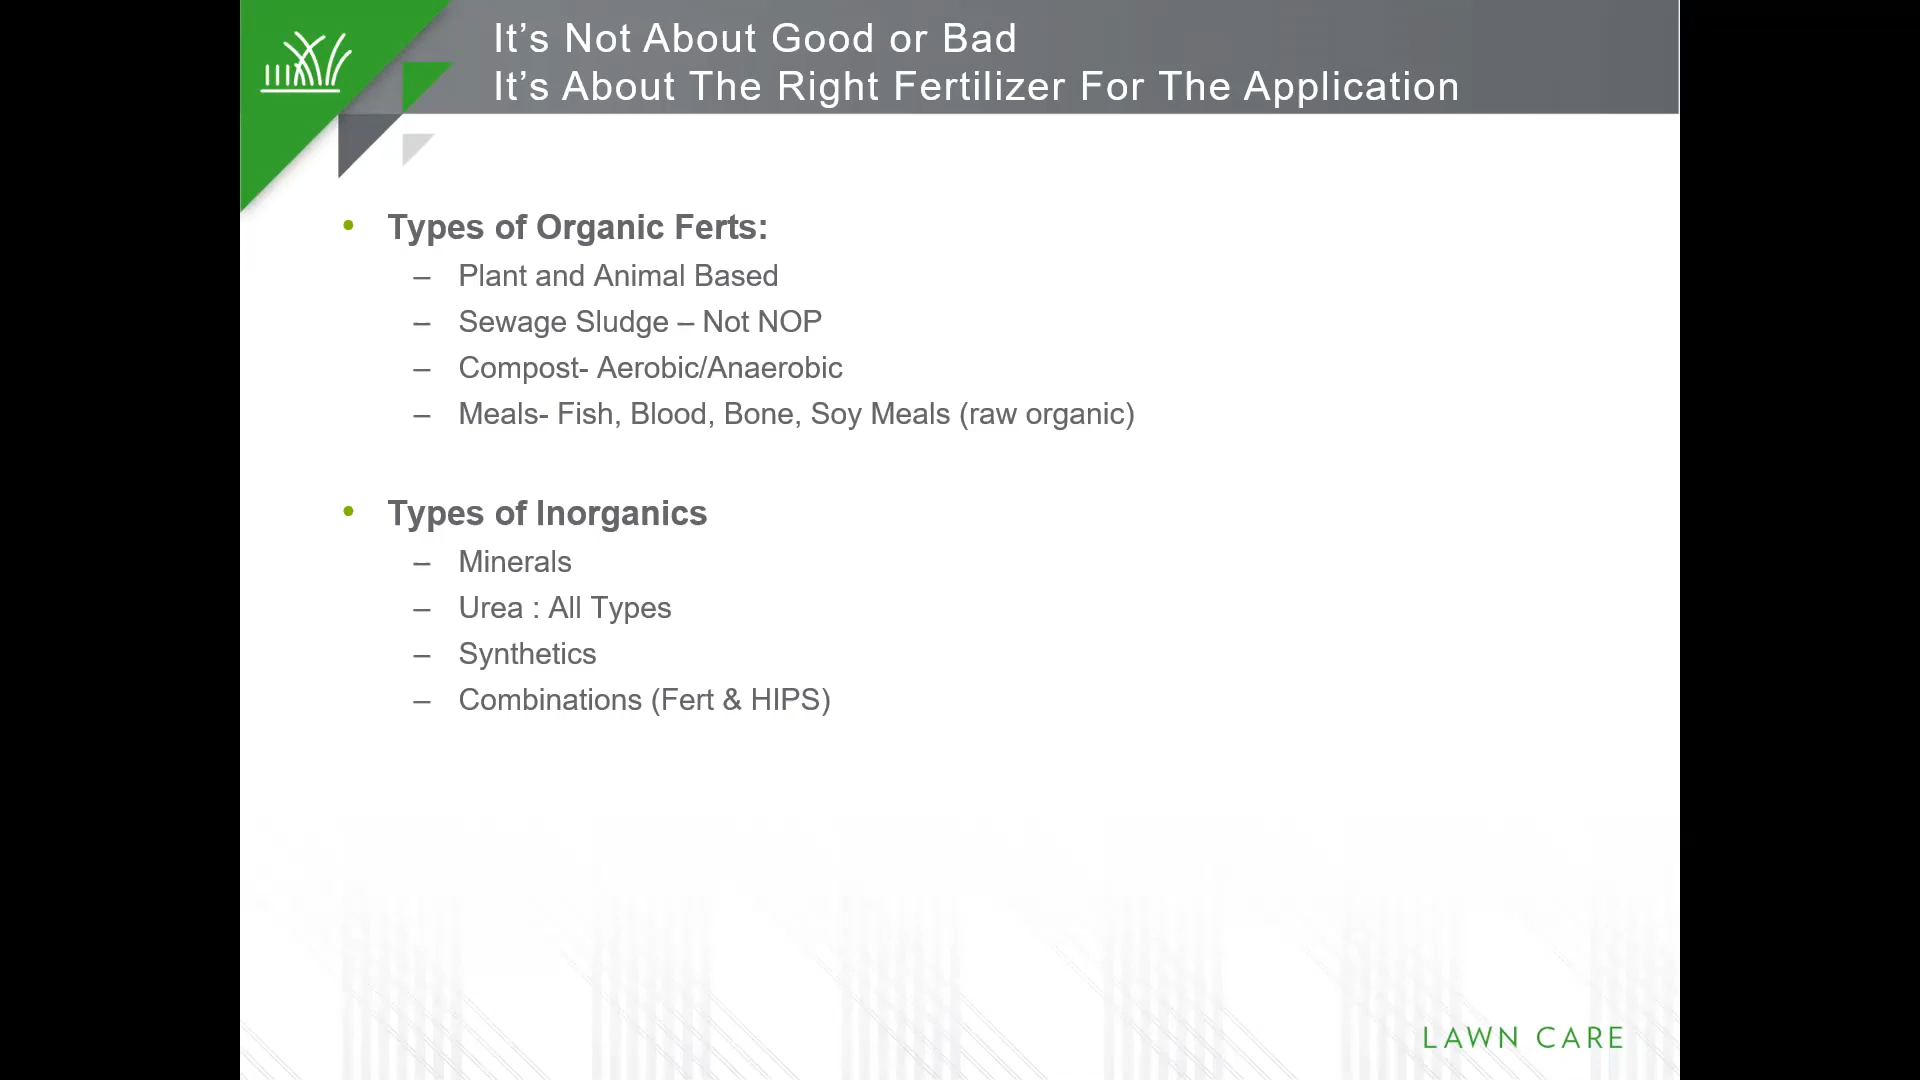 It’s Not About Good or Bad
It’s About The Right Fertilizer For The Application
• Types of Organic Ferts:
– Plant and Animal Based
– Sewage Sludge – Not NOP
– Compost- Aerobic/Anaerobic
– Meals- Fish, Blood, Bone, Soy Meals (raw organic)
• Types of Inorganics
– Minerals
– Urea : All Types
– Synthetics
– Combinations (Fert & HIPS)
LAWN CARE